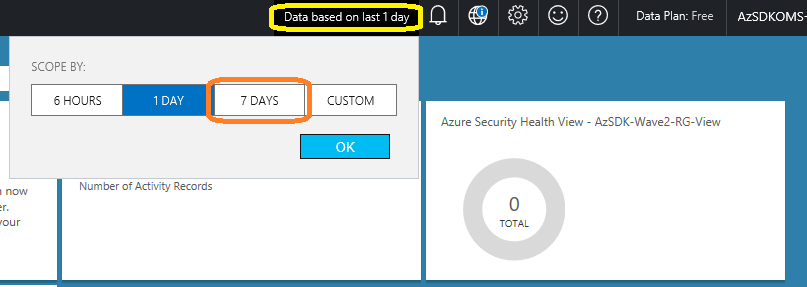 Data based on last 1 day
Data Plan: Free
AzSDKOMS-
SCOPE BY:
6 HOURS
1 DAY
7 DAYS
CUSTOM
OK
n now
er.
your
Number of Activity Records
Azure Security Health View - AzSDK-Wave2-RG-View
0
TOTAL